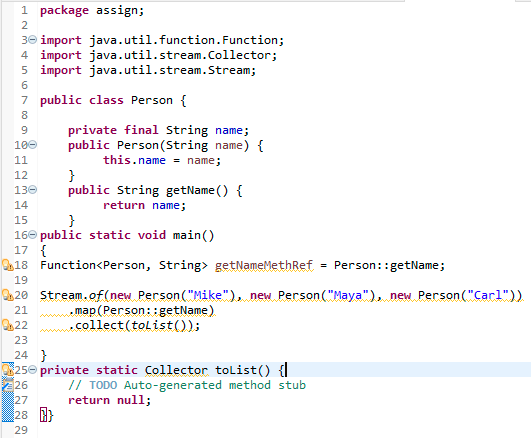 1 package assign;
2
3 import java.util.function.Function;
4 import java.util.stream.Collector;
5 import java.util.stream.Stream;
6
7 public class Person {
8
9 private final String name;
10 public Person(String name) {
11 this.name = name;
12 }
13 public String getName() {
14 return name;
15 }
16 public static void main()
17 {
18 Function<Person, String> getNameMethRef = Person::getName;
19
20 Stream.of(new Person("Mike"), new Person("Maya"), new Person("Carl"))
21 .map(Person::getName)
22 .collect(toList());
23
24 }
25 private static Collector toList() {
26 // TODO Auto-generated method stub
27 return null;
28 }}
29